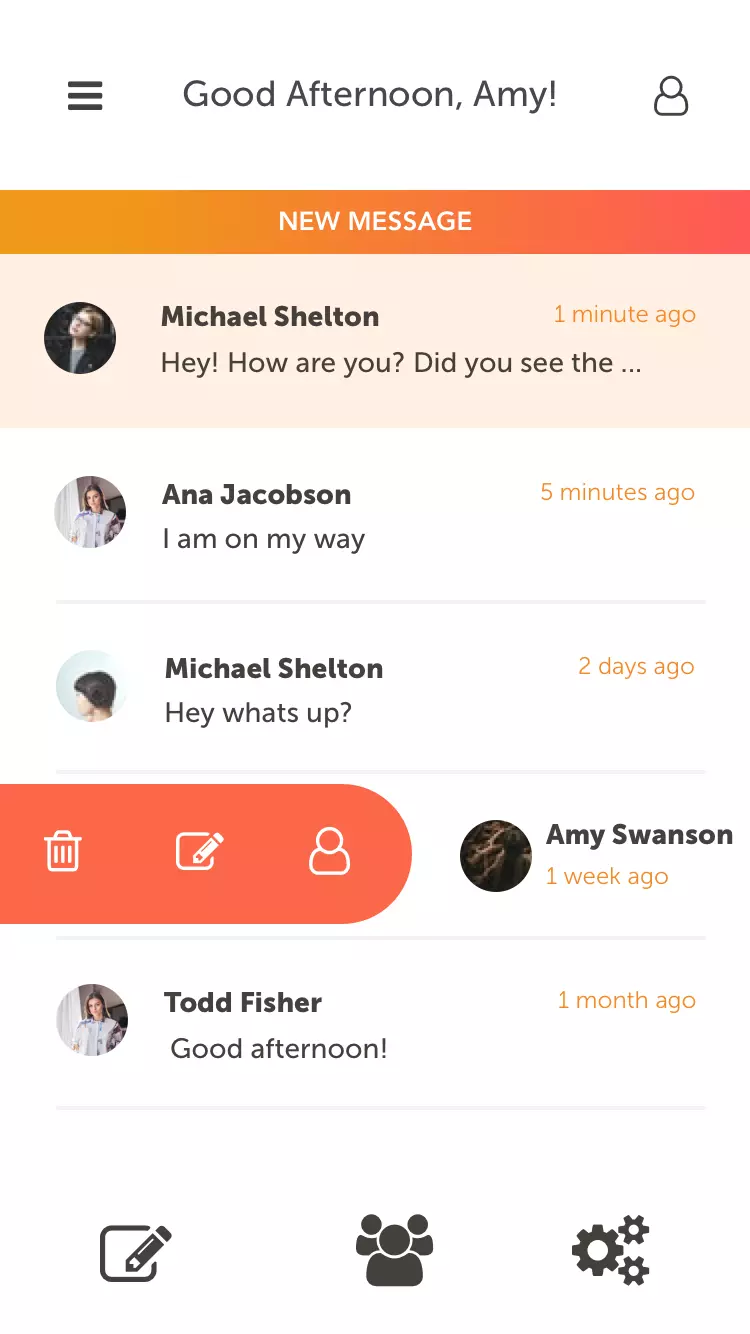 Good Afternoon, Amy!
NEW MESSAGE
Michael Shelton
1 minute ago
Hey! How are you? Did you see the ...
Ana Jacobson
5 minutes ago
I am on my way
Michael Shelton
2 days ago
Hey whats up?
Amy Swanson
1 week ago
Todd Fisher
1 month ago
Good afternoon!